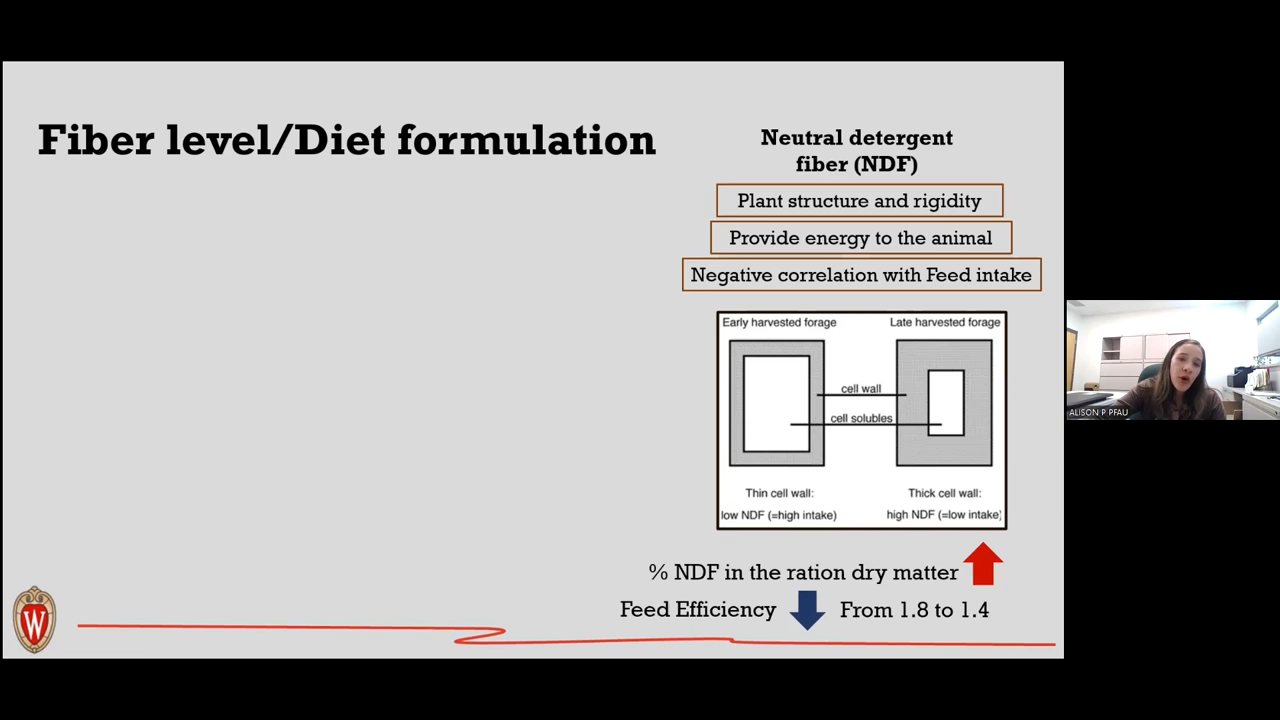 Fiber level/Diet formulation
Neutral detergent
fiber (NDF)
Plant structure and rigidity
Provide energy to the animal
Negative correlation with Feed intake
Early harvested forage
Late harvested forage
cell wall
cell solubles
Thin cell wall:
low NDF (=high intake)
Thick cell wall:
high NDF (=low intake)
% NDF in the ration dry matter
Feed Efficiency
From 1.8 to 1.4
W
ALISON P PFAU